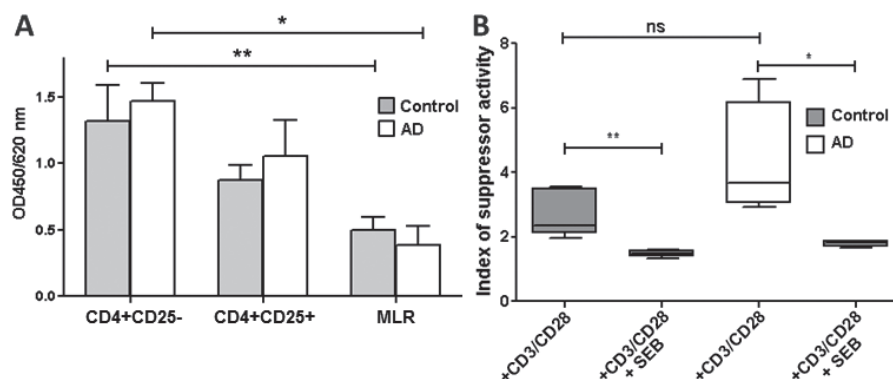 A
*
**
1.5
1.0
0.5
0.0
OD450/620 nm
Control
AD
CD4+CD25-
CD4+CD25+
MLR
B
ns
*
**
8
6
4
2
0
Index of suppressor activity
Control
AD
+CD3/CD28
+CD3/CD28
+ SEB
+CD3/CD28
+CD3/CD28
+ SEB